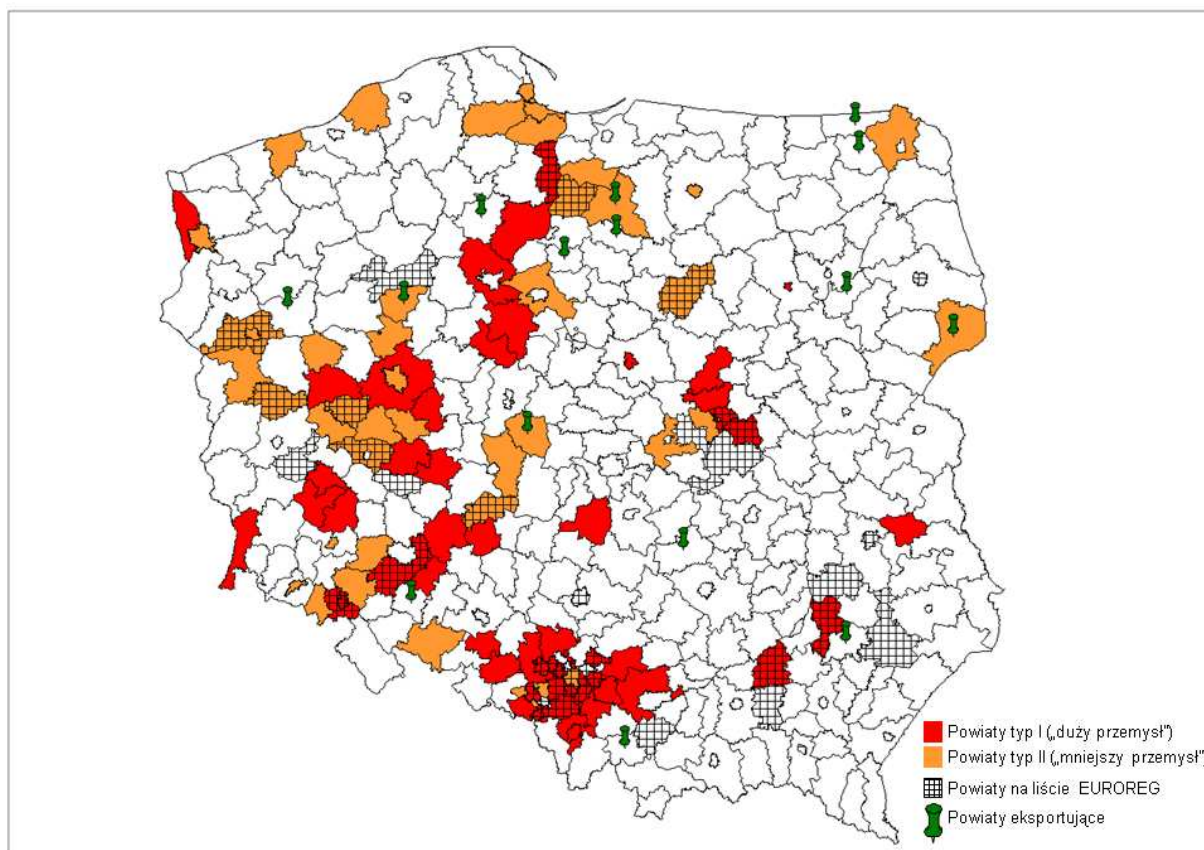 Powiaty typ I („duży przemysł")
Powiaty typ II („mniejszy przemysł")
Powiaty na liście EUROREG
Powiaty eksportujące